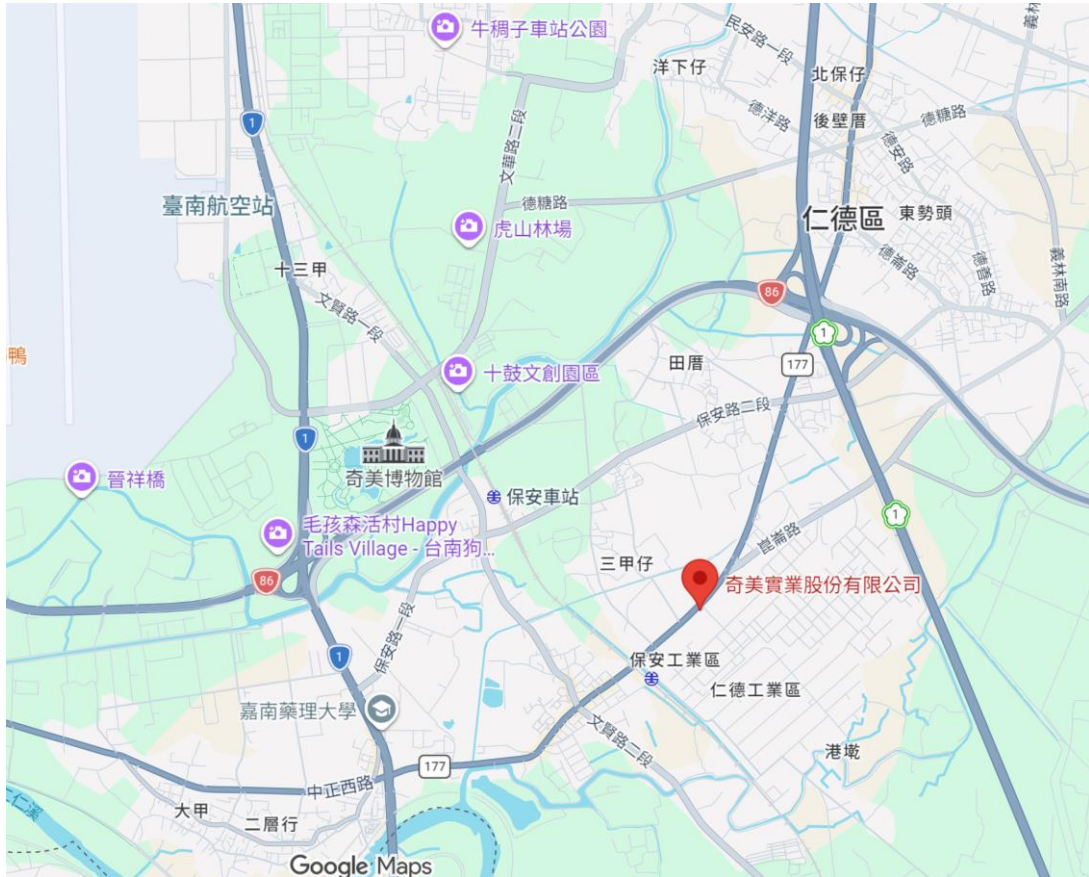 牛稠子車站公園
民安路一段
義林
洋下仔
北保仔
德洋路
後壁厝
德糖路
1
文華路二段
德安路
臺南航空站
德糖路
仁德區
東勢頭
虎山林場
德崙路
德善路
義林南路
十三甲
文賢路一段
86
1
鴨
十鼓文創園區
田厝
177
保安路二段
1
奇美博物館
晉祥橋
保安車站
1
毛孩森活村Happy
Tails Village - 台南狗...
崑崙路
三甲仔
86
奇美實業股份有限公司
保安路一段
1
保安工業區
仁德工業區
嘉南藥理大學
文賢路二段
港墘
177
中正西路
大甲
二層行
仁溪
Google Maps